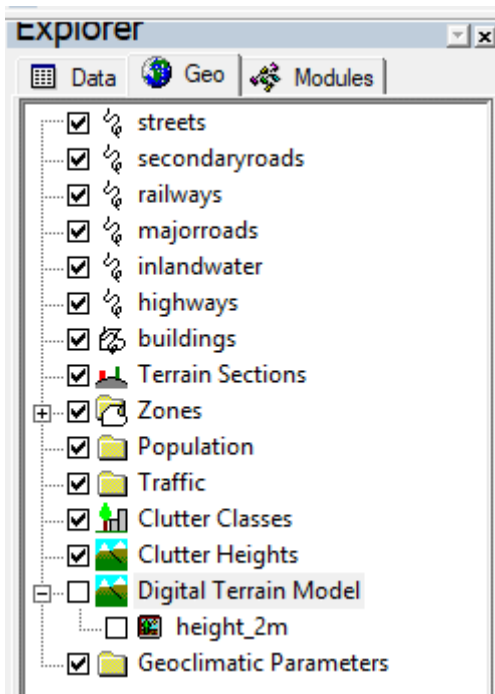 Explorer
Data Geo Modules
streets
secondaryroads
railways
majorroads
inlandwater
highways
buildings
Terrain Sections
Zones
Population
Traffic
Clutter Classes
Clutter Heights
Digital Terrain Model
height_2m
Geoclimatic Parameters